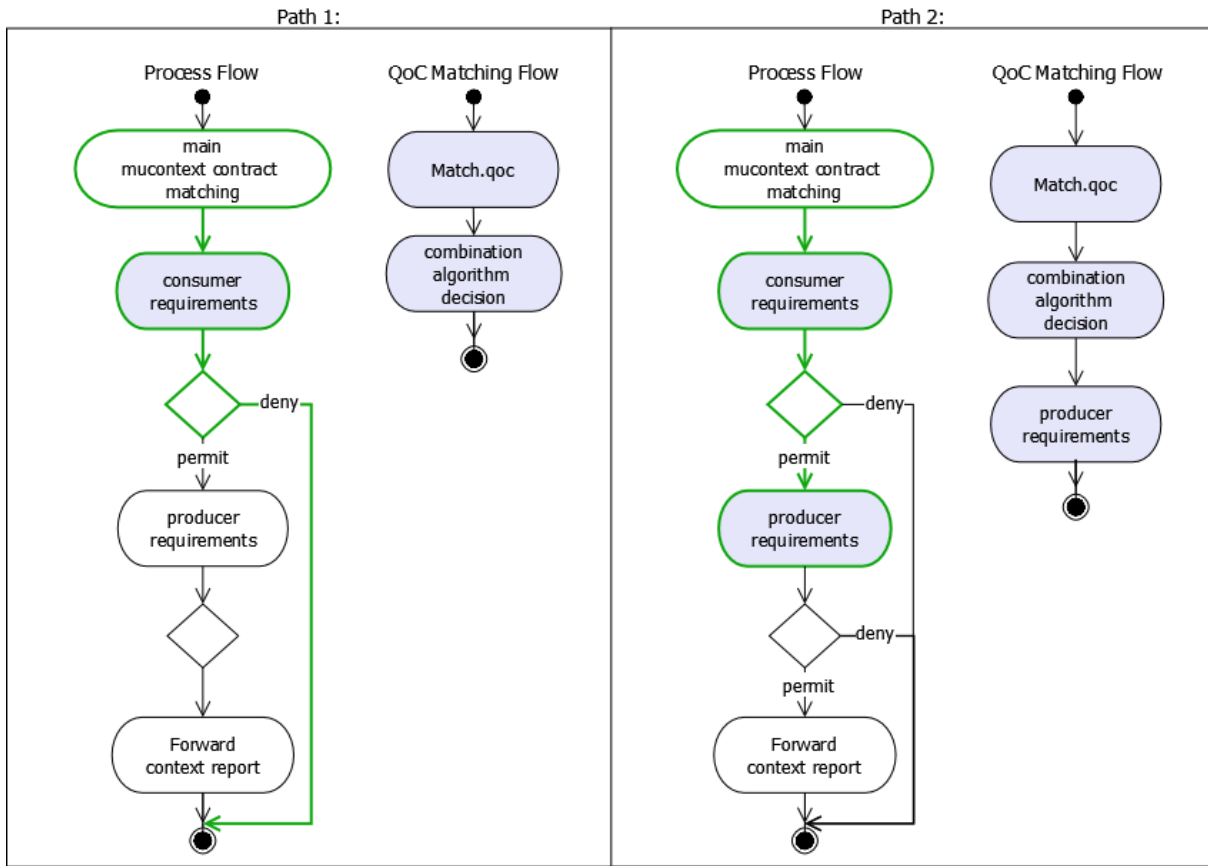 Path 1:
Process Flow
QoC Matching Flow
main
mucontext contract
matching
Match.qoc
consumer
requirements
combination
algorithm
decision
deny
permit
producer
requirements
Forward
context report
Path 2:
Process Flow
QoC Matching Flow
main
mucontext contract
matching
Match.qoc
consumer
requirements
combination
algorithm
decision
deny
permit
producer
requirements
producer
requirements
deny
permit
Forward
context report